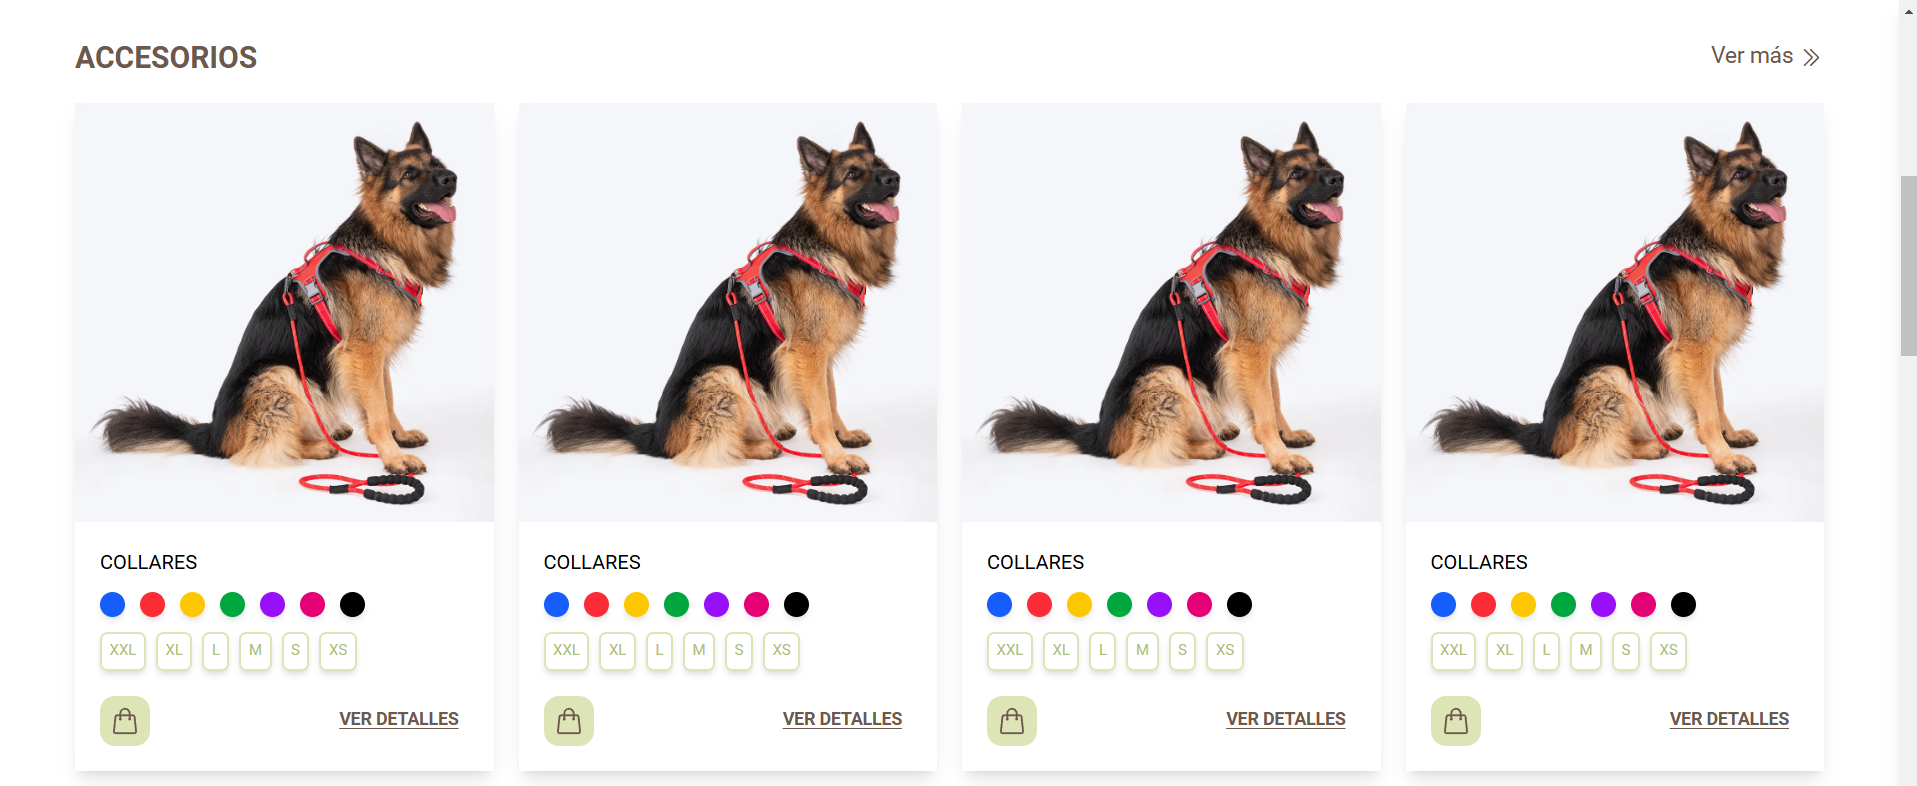 ACCESORIOS
Ver más
COLLARES COLLARES COLLARES COLLARES
XXL XL L M S XS XXL XL L M S XS XXL XL L M S XS XXL XL L M S XS
VER DETALLES VER DETALLES VER DETALLES VER DETALLES